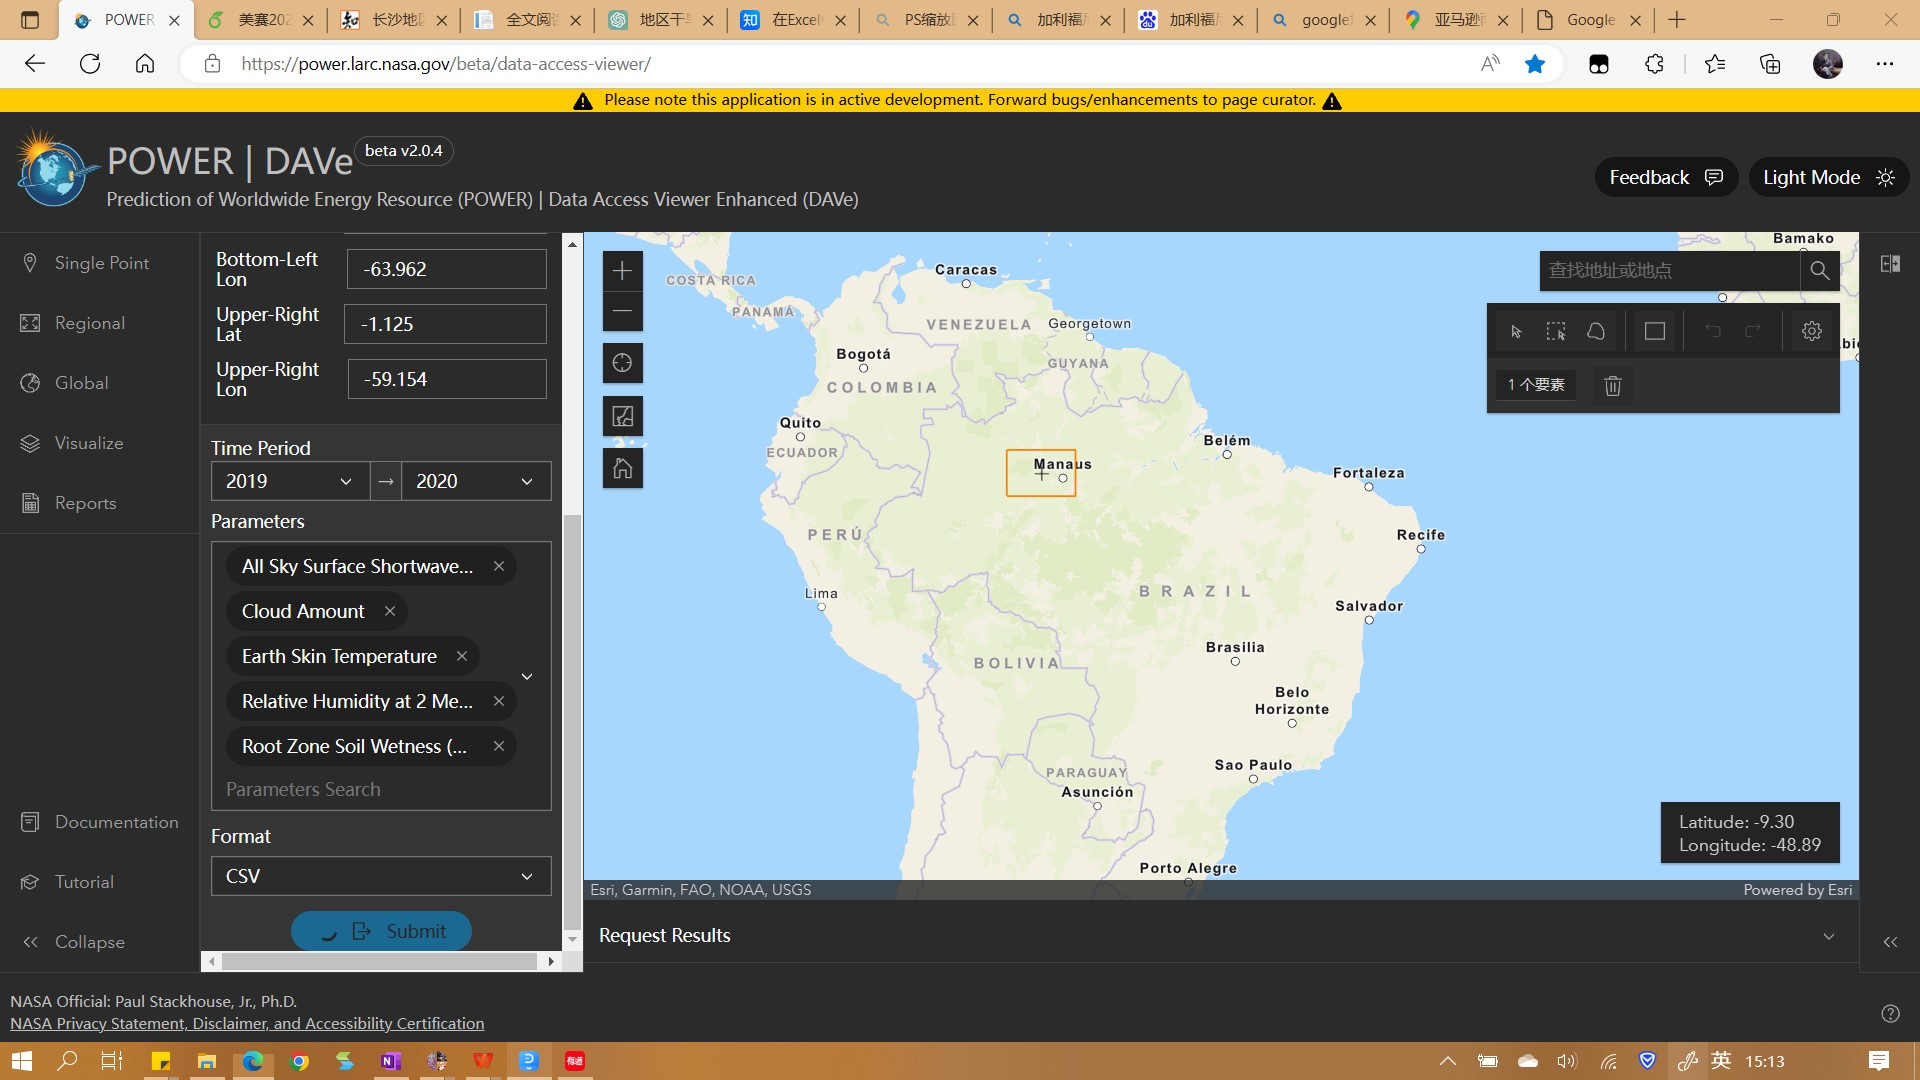 POWER
美赛202
长沙地区
全文阅读
地区干旱
在Excel
PS缩放
加利福
加利福
google
亚马逊
Google
https://power.larc.nasa.gov/beta/data-access-viewer/
Please note this application is in active development. Forward bugs/enhancements to page curator.
POWER | DAVe
beta v2.0.4
Prediction of Worldwide Energy Resource (POWER) | Data Access Viewer Enhanced (DAVe)
Feedback
Light Mode
Single Point
Regional
Global
Visualize
Reports
Documentation
Tutorial
Collapse
Bottom-Left
Lon
-63.962
Upper-Right
Lat
-1.125
Upper-Right
Lon
-59.154
Time Period
2019
→
2020
Parameters
All Sky Surface Shortwave...
Cloud Amount
Earth Skin Temperature
Relative Humidity at 2 Me...
Root Zone Soil Wetness (...
Parameters Search
Format
CSV
Submit
查找地址或地点
1 个要素
Bamako
COSTA RICA
PANAMÁ
Caracas
VENEZUELA
Georgetown
GUYANA
Bogotá
COLOMBIA
Quito
ECUADOR
Manaus
Belém
Fortaleza
Recife
PERÚ
Lima
BRAZIL
Salvador
Brasilia
BOLIVIA
Belo
Horizonte
Sao Paulo
PARAGUAY
Asunción
Porto Alegre
Latitude: -9.30
Longitude: -48.89
Esri, Garmin, FAO, NOAA, USGS
Powered by Esri
Request Results
NASA Official: Paul Stackhouse, Jr., Ph.D.
NASA Privacy Statement, Disclaimer, and Accessibility Certification
英
15:13